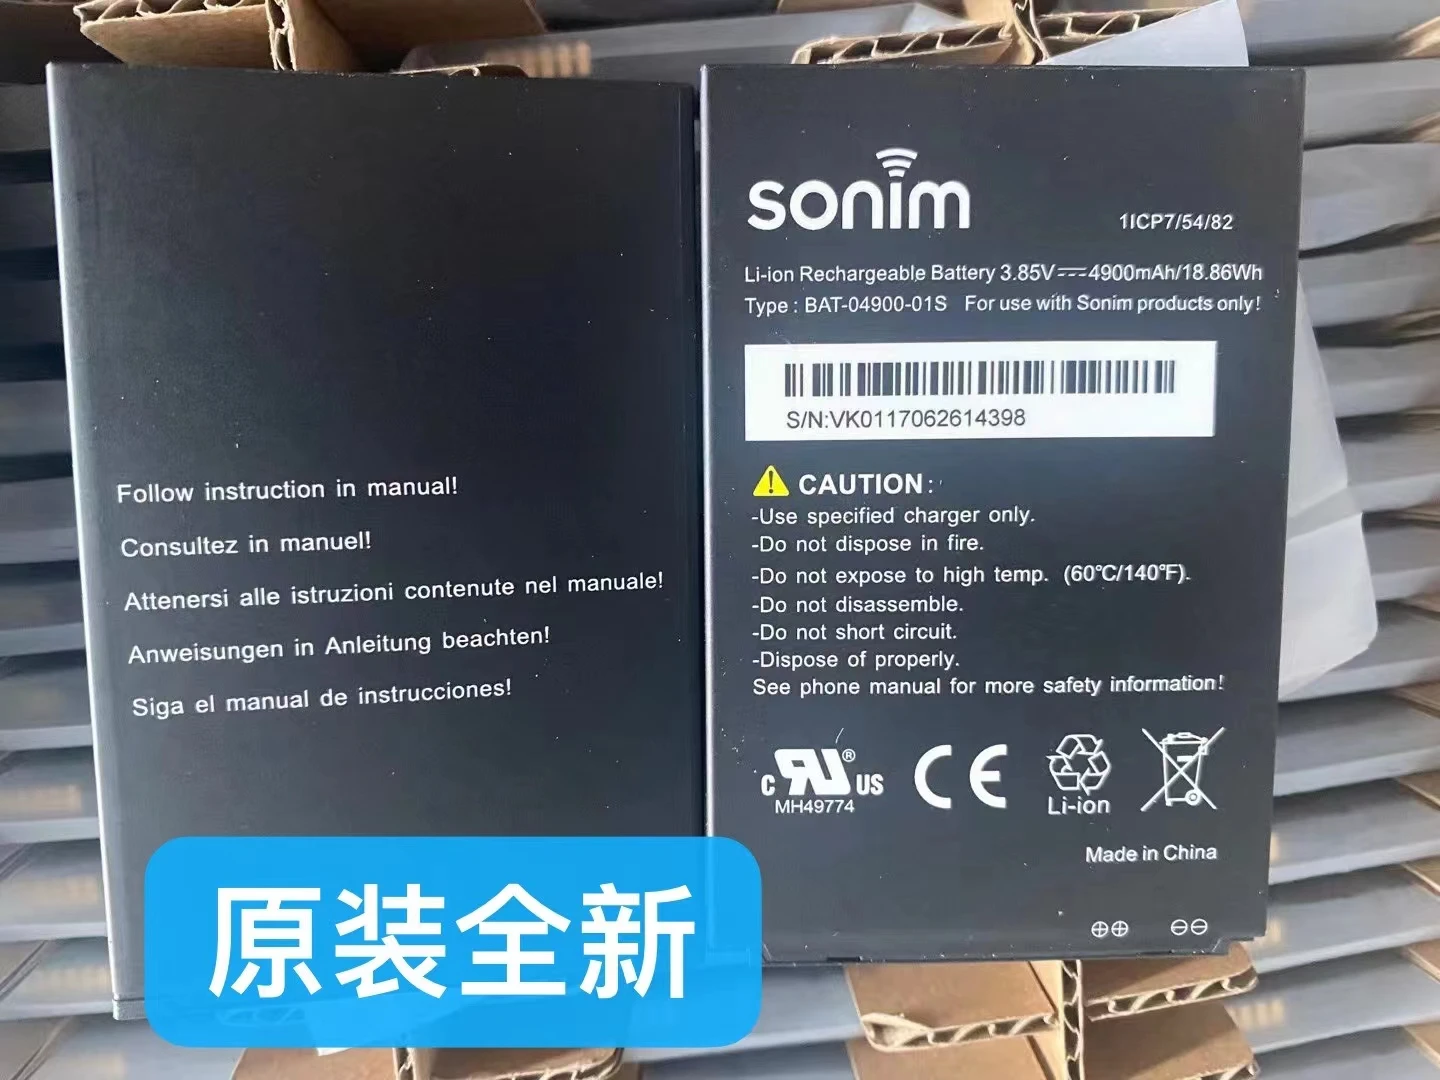 Follow instruction in manual!
Consultez in manuel!
Attenersi alle istruzioni contenute nel manuale!
Anweisungen in Anleitung beachten!
Siga el manual de instrucciones!
sonim
1ICP7/54/82
Li-ion Rechargeable Battery 3.85V⎓4900mAh/18.86Wh
Type : BAT-04900-01S For use with Sonim products only!
S/N:VK0117062614398
CAUTION:
-Use specified charger only.
-Do not dispose in fire.
-Do not expose to high temp. (60℃/140℉).
-Do not disassemble.
-Do not short circuit.
-Dispose of properly.
See phone manual for more safety information!
c RU® US
MH49774
CE
Li-ion
Made in China
⊕⊕ ⊖⊖
原装全新